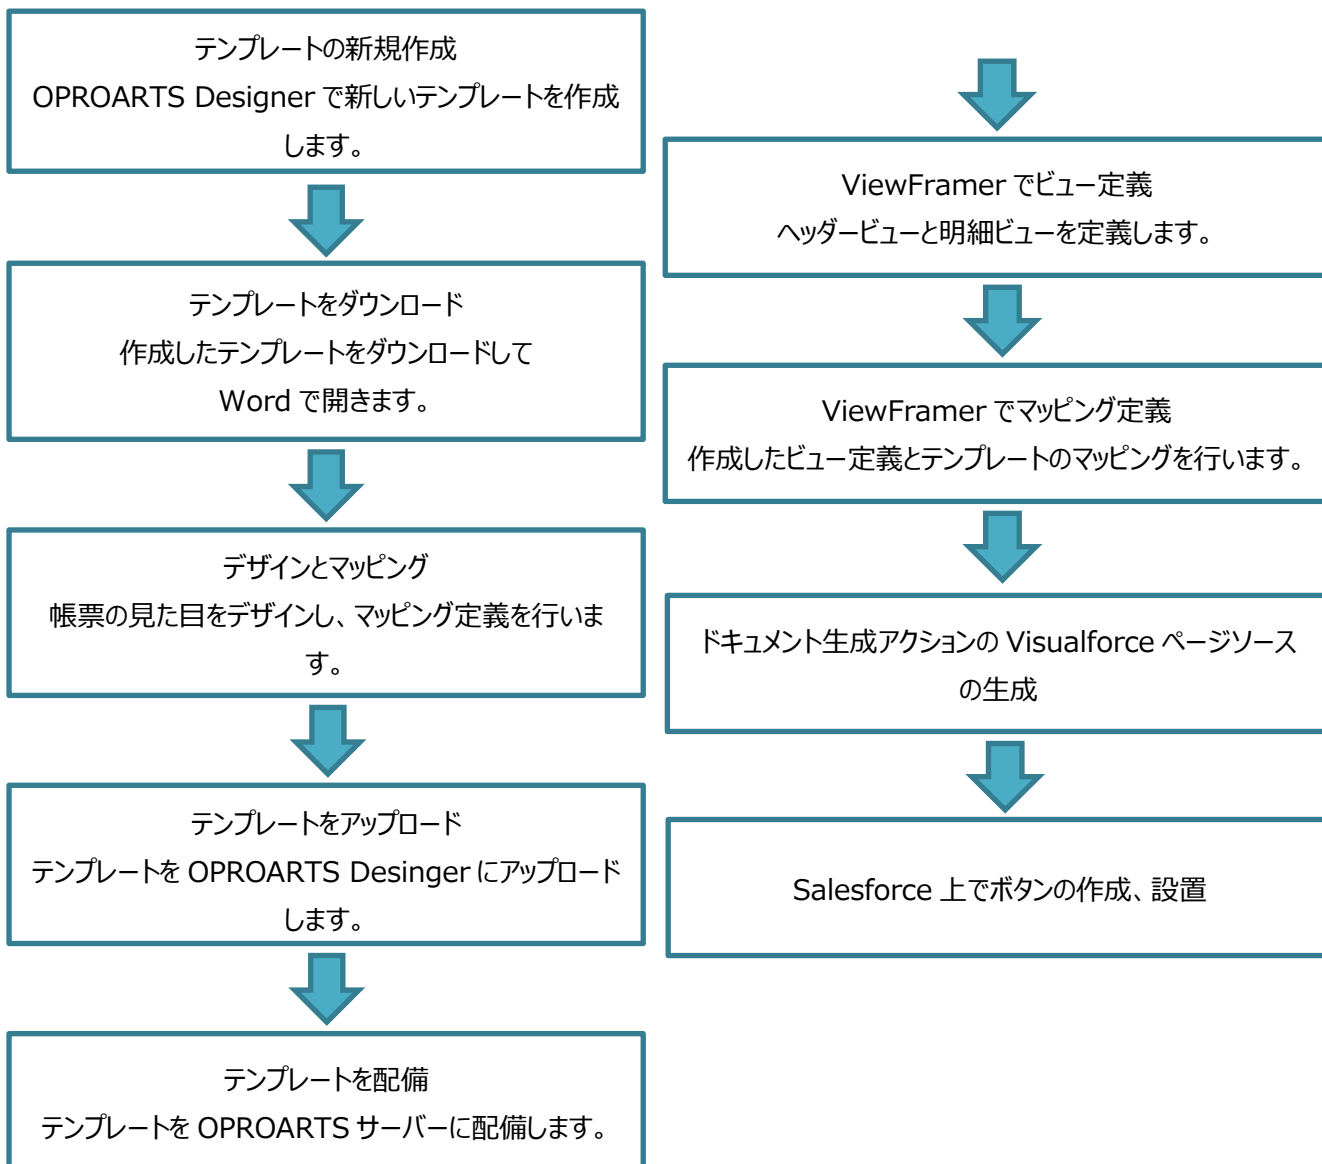 テンプレートの新規作成
OPROARTS Designer で新しいテンプレートを作成
します。
テンプレートをダウンロード
作成したテンプレートをダウンロードして
Word で開きます。
デザインとマッピング
帳票の見た目をデザインし、マッピング定義を行いま
す。
テンプレートをアップロード
テンプレートを OPROARTS Desinger にアップロード
します。
テンプレートを配備
テンプレートを OPROARTS サーバーに配備します。
ViewFramer でビュー定義
ヘッダービューと明細ビューを定義します。
ViewFramer でマッピング定義
作成したビュー定義とテンプレートのマッピングを行います。
ドキュメント生成アクションの Visualforce ページソース
の生成
Salesforce 上でボタンの作成、設置